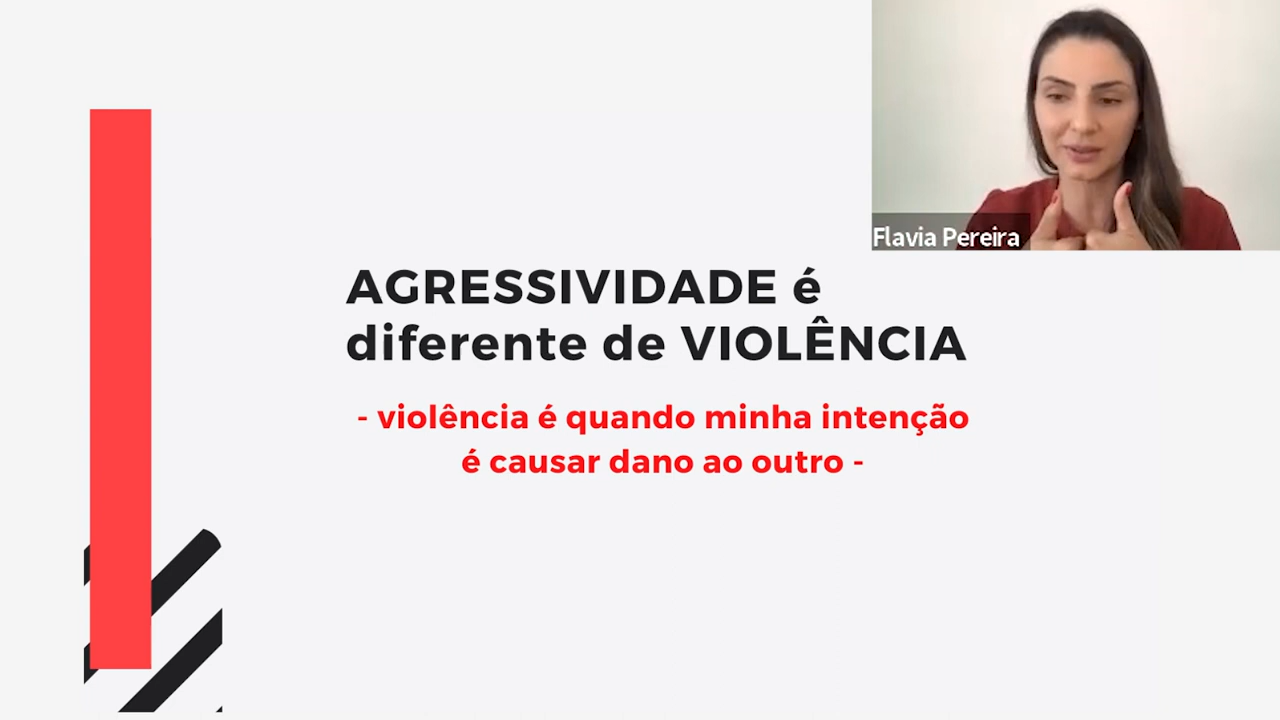 Flavia Pereira
AGRESSIVIDADE é
diferente de VIOLÊNCIA
- violência é quando minha intenção
é causar dano ao outro -